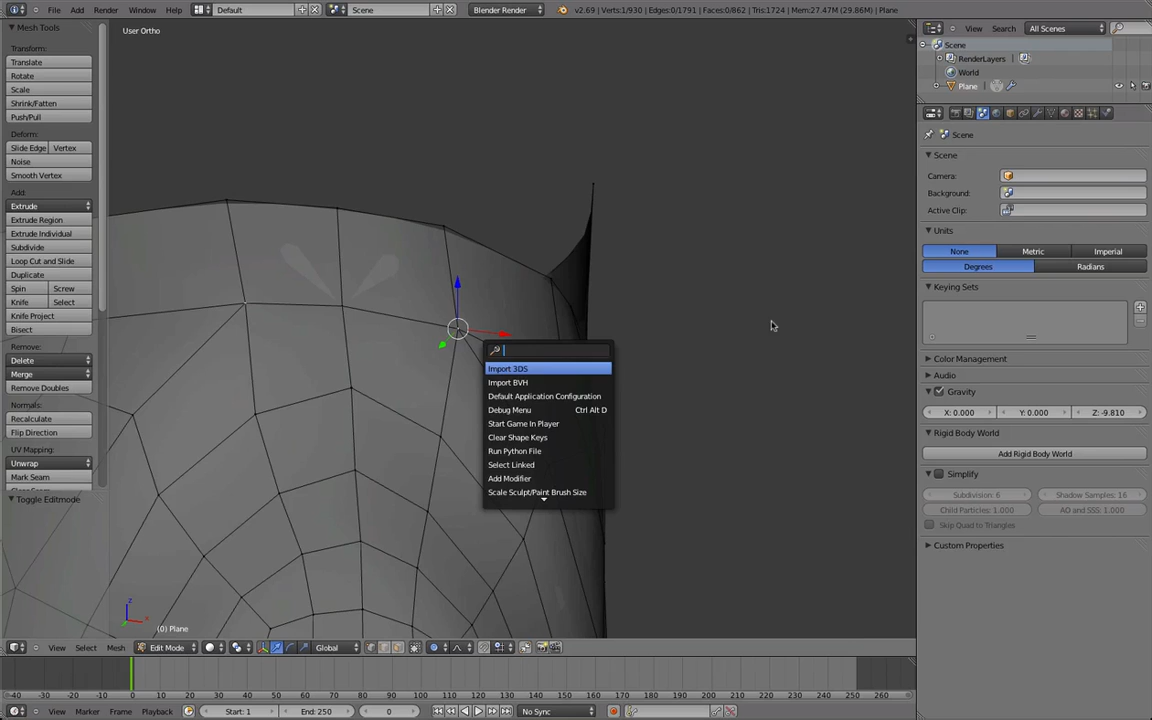 File Add Render Window Help Default Scene Blender Render v2.69 | Verts:1/930 | Edges:0/1791 | Faces:0/862 | Tris:1724 | Mem:27.47M (29.86M) | Plane
Mesh Tools
Transform:
Translate
Rotate
Scale
Shrink/Fatten
Push/Pull
Deform:
Slide Edge Vertex
Noise
Smooth Vertex
Add:
Extrude
Extrude Region
Extrude Individual
Subdivide
Loop Cut and Slide
Duplicate
Spin Screw
Knife Select
Knife Project
Bisect
Remove:
Delete
Merge
Remove Doubles
Normals:
Recalculate
Flip Direction
UV Mapping:
Unwrap
Mark Seam
Toggle Editmode
User Ortho
Import 3DS
Import BVH
Default Application Configuration
Debug Menu Ctrl Alt D
Start Game In Player
Clear Shape Keys
Run Python File
Select Linked
Add Modifier
Scale Sculpt/Paint Brush Size
z
x
(0) Plane
View Select Mesh Edit Mode Global
View Search All Scenes
Scene
RenderLayers
World
Plane
Scene
Scene
Camera:
Background:
Active Clip:
Units
None Metric Imperial
Degrees Radians
Keying Sets
Color Management
Audio
Gravity
X: 0.000 Y: 0.000 Z: -9.810
Rigid Body World
Add Rigid Body World
Simplify
Subdivision: 6 Shadow Samples: 16
Child Particles: 1.000 AO and SSS: 1.000
Skip Quad to Triangles
Custom Properties
-40 -30 -20 -10 0 10 20 30 40 50 60 70 80 90 100 110 120 130 140 150 160 170 180 190 200 210 220 230 240 250 260
View Marker Frame Playback Start: 1 End: 250 0 No Sync